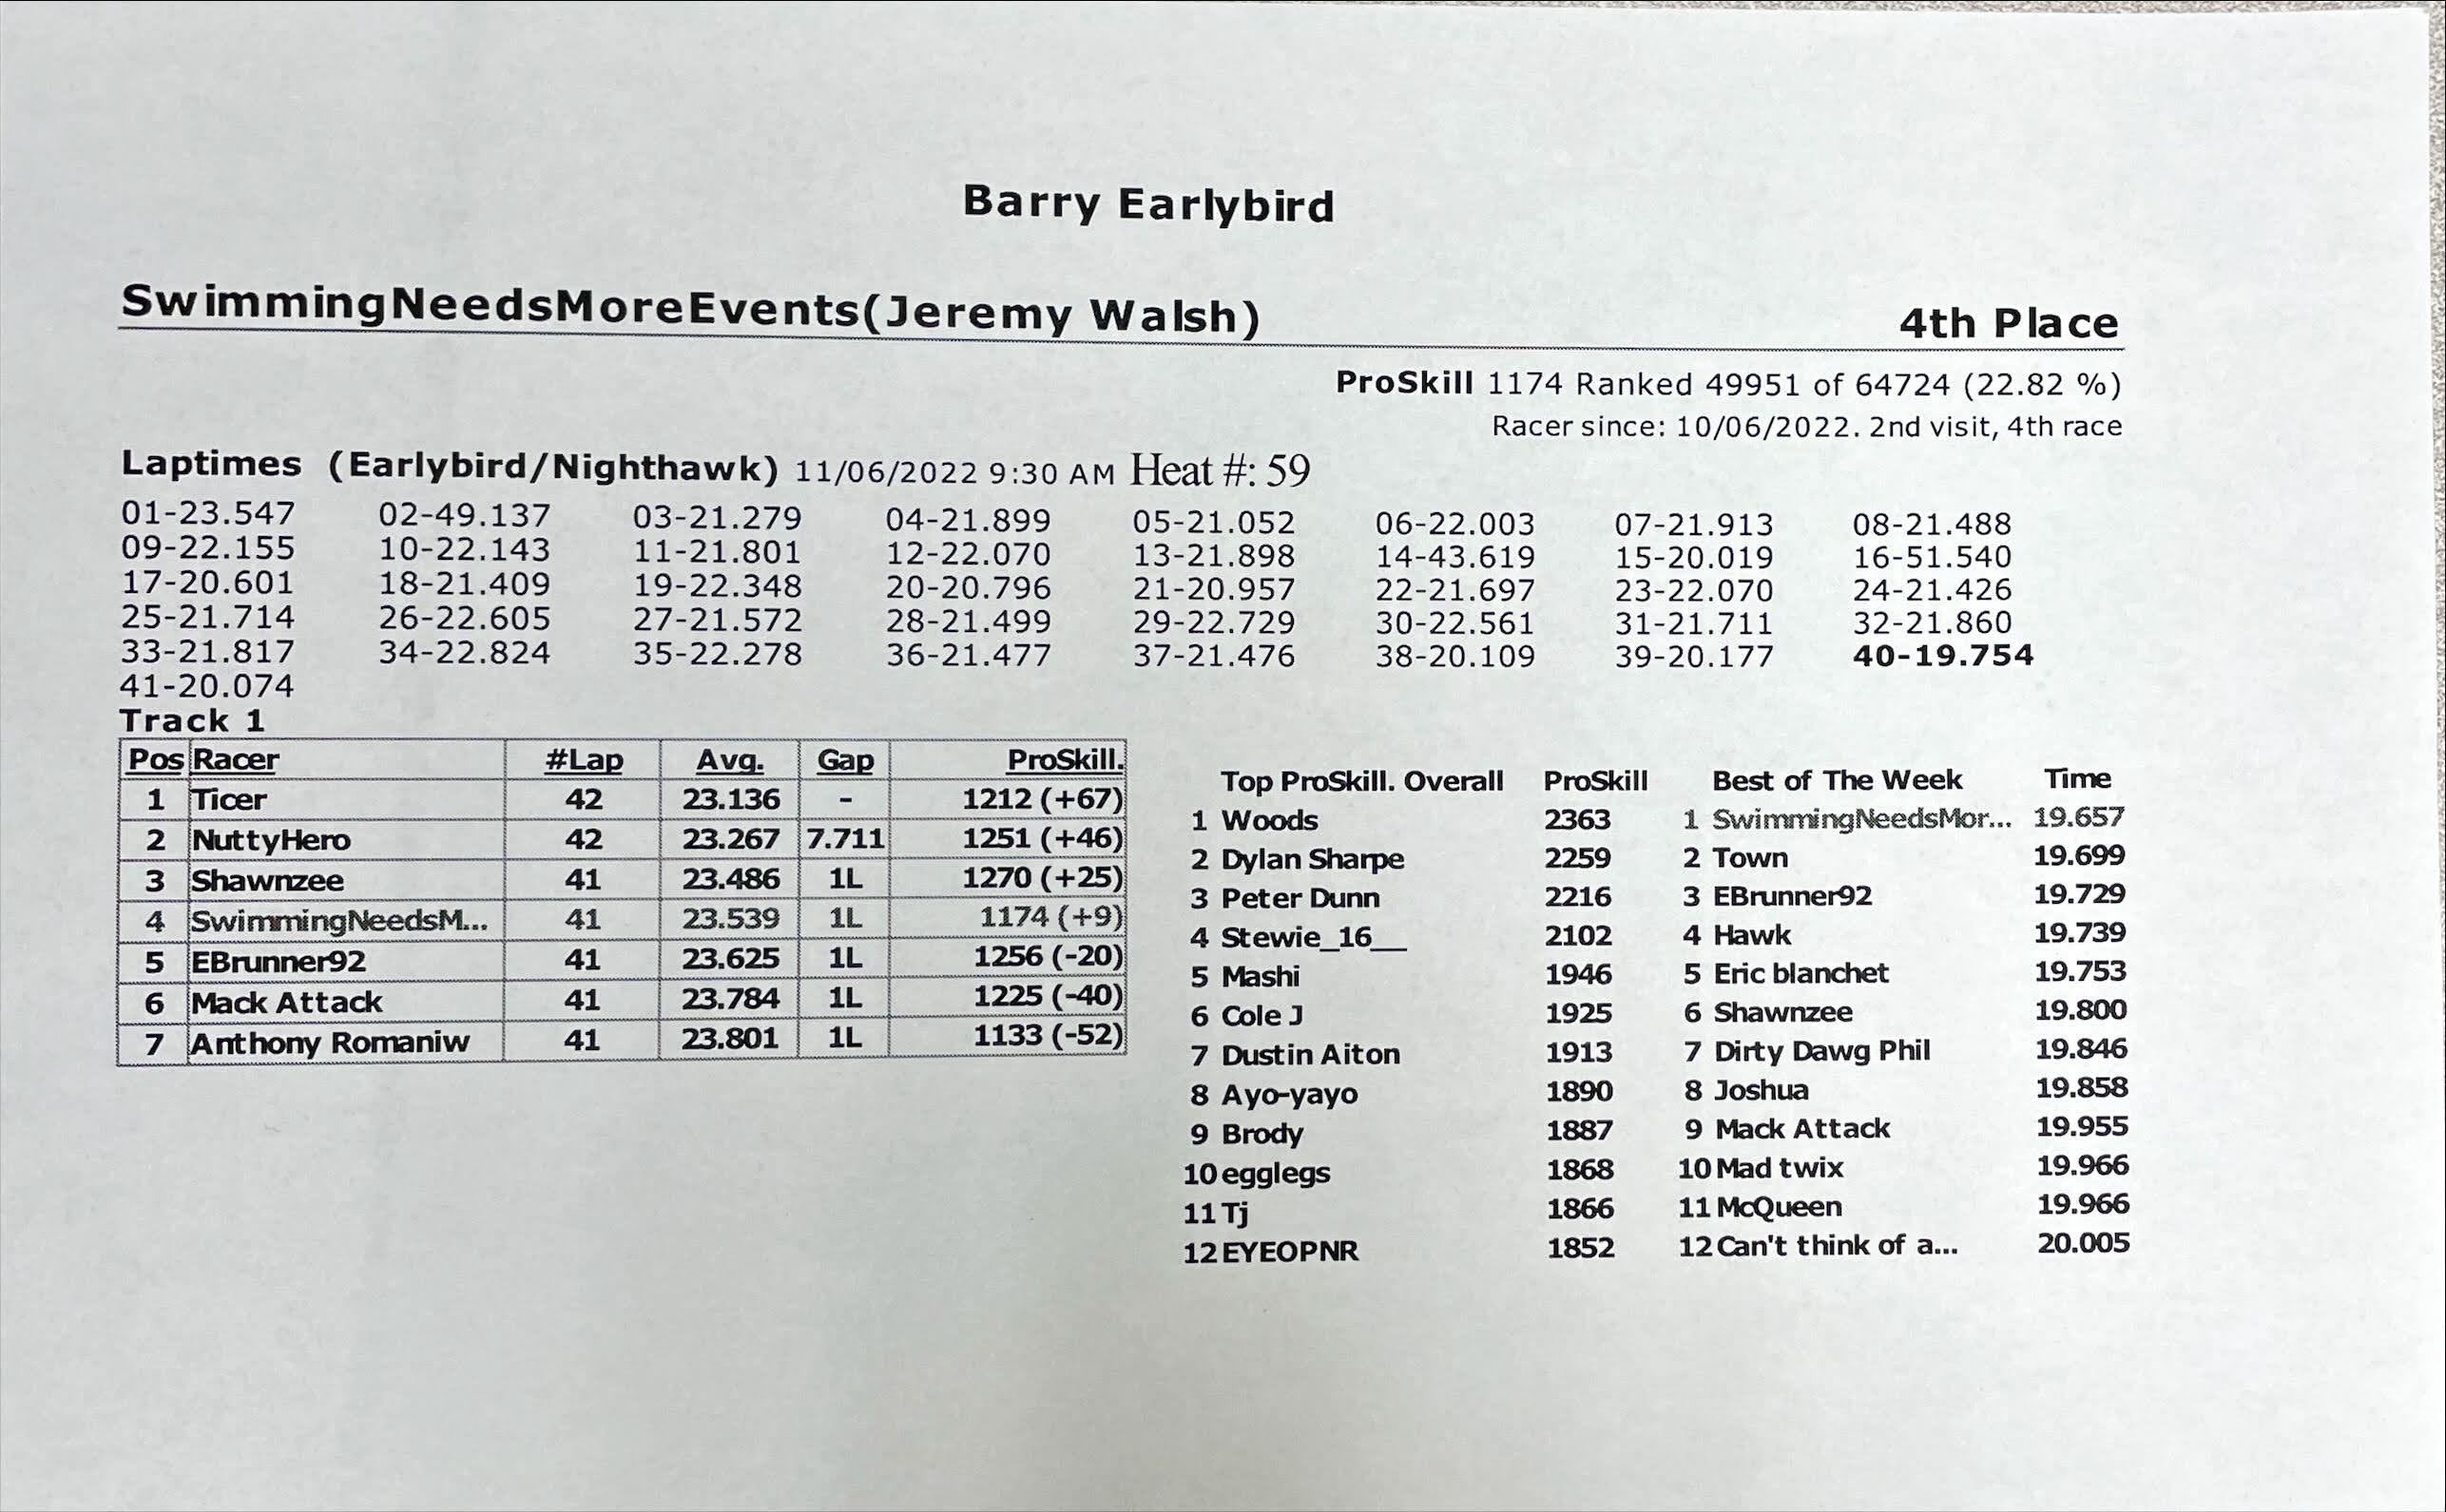 Barry Earlybird
SwimmingNeedsMoreEvents(Jeremy Walsh) 4th Place
ProSkill 1174 Ranked 49951 of 64724 (22.82 %)
Racer since: 10/06/2022. 2nd visit, 4th race
Laptimes (Earlybird/Nighthawk) 11/06/2022 9:30 AM Heat #: 59
01-23.547 02-49.137 03-21.279 04-21.899 05-21.052 06-22.003 07-21.913 08-21.488
09-22.155 10-22.143 11-21.801 12-22.070 13-21.898 14-43.619 15-20.019 16-51.540
17-20.601 18-21.409 19-22.348 20-20.796 21-20.957 22-21.697 23-22.070 24-21.426
25-21.714 26-22.605 27-21.572 28-21.499 29-22.729 30-22.561 31-21.711 32-21.860
33-21.817 34-22.824 35-22.278 36-21.477 37-21.476 38-20.109 39-20.177 40-19.754
41-20.074
Track 1
Pos Racer #Lap Avg. Gap ProSkill.
1 Ticer 42 23.136 - 1212 (+67)
2 NuttyHero 42 23.267 7.711 1251 (+46)
3 Shawnzee 41 23.486 1L 1270 (+25)
4 SwimmingNeedsM... 41 23.539 1L 1174 (+9)
5 EBrunner92 41 23.625 1L 1256 (-20)
6 Mack Attack 41 23.784 1L 1225 (-40)
7 Anthony Romaniw 41 23.801 1L 1133 (-52)
Top ProSkill. Overall ProSkill
1 Woods 2363
2 Dylan Sharpe 2259
3 Peter Dunn 2216
4 Stewie_16__ 2102
5 Mashi 1946
6 Cole J 1925
7 Dustin Aiton 1913
8 Ayo-yayo 1890
9 Brody 1887
10 egglegs 1868
11 Tj 1866
12 EYEOPNR 1852
Best of The Week Time
1 SwimmingNeedsMor... 19.657
2 Town 19.699
3 EBrunner92 19.729
4 Hawk 19.739
5 Eric blanchet 19.753
6 Shawnzee 19.800
7 Dirty Dawg Phil 19.846
8 Joshua 19.858
9 Mack Attack 19.955
10 Mad twix 19.966
11 McQueen 19.966
12 Can't think of a... 20.005